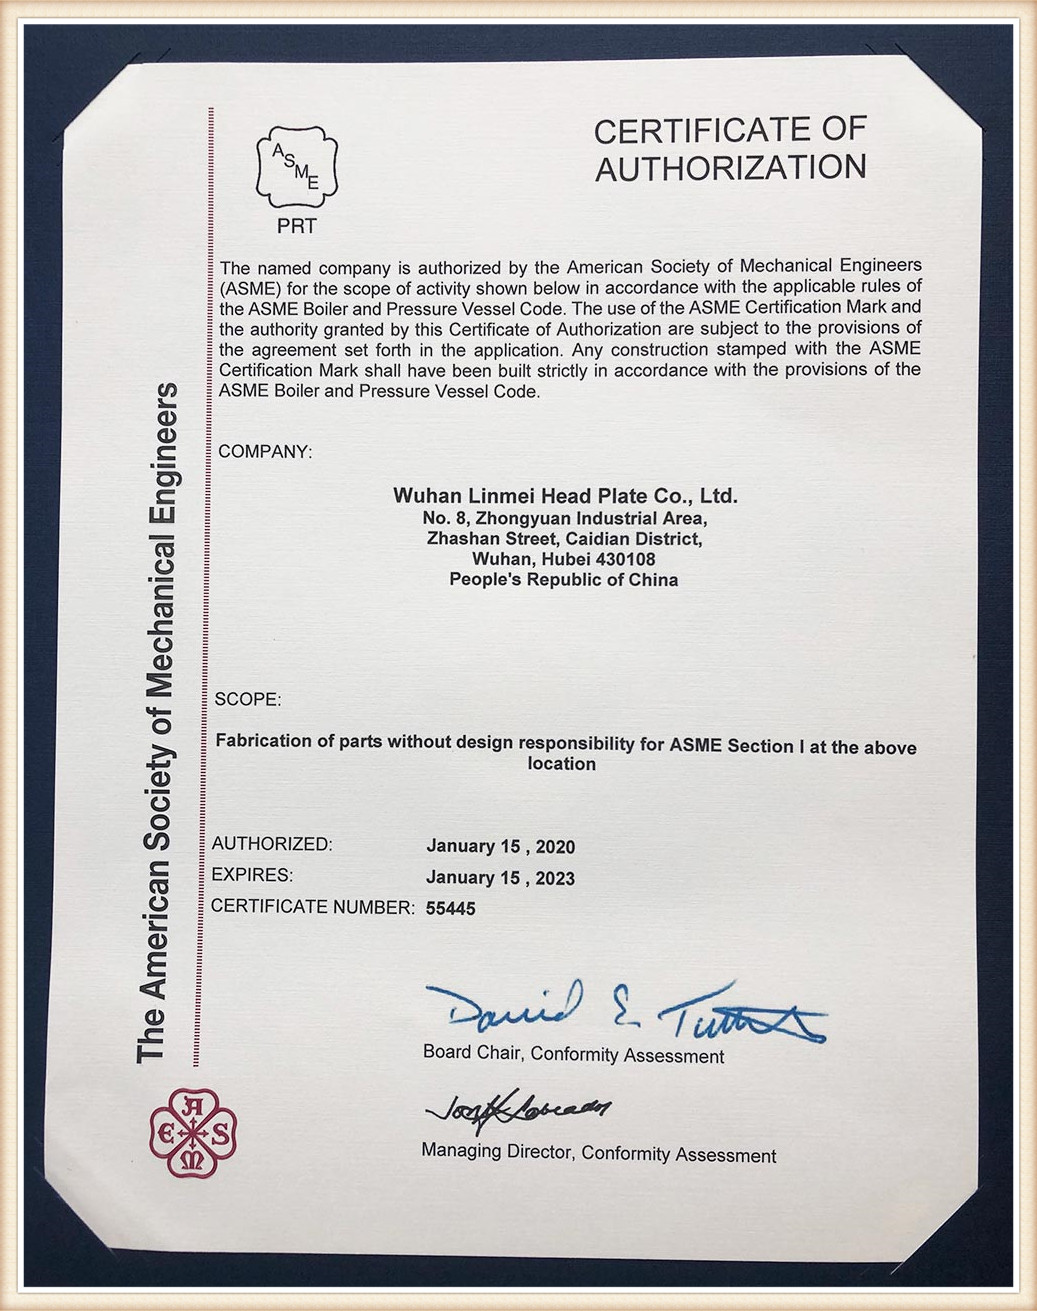 CERTIFICATE OF
AUTHORIZATION
A
S
M
E
PRT
The named company is authorized by the American Society of Mechanical Engineers
(ASME) for the scope of activity shown below in accordance with the applicable rules of
the ASME Boiler and Pressure Vessel Code. The use of the ASME Certification Mark and
the authority granted by this Certificate of Authorization are subject to the provisions of
the agreement set forth in the application. Any construction stamped with the ASME
Certification Mark shall have been built strictly in accordance with the provisions of the
ASME Boiler and Pressure Vessel Code.
The American Society of Mechanical Engineers
COMPANY:
Wuhan Linmei Head Plate Co., Ltd.
No. 8, Zhongyuan Industrial Area,
Zhashan Street, Caidian District,
Wuhan, Hubei 430108
People's Republic of China
SCOPE:
Fabrication of parts without design responsibility for ASME Section I at the above
location
AUTHORIZED: January 15 , 2020
EXPIRES: January 15 , 2023
CERTIFICATE NUMBER: 55445
David E
Board Chair, Conformity Assessment
Managing Director, Conformity Assessment
A
E S
M